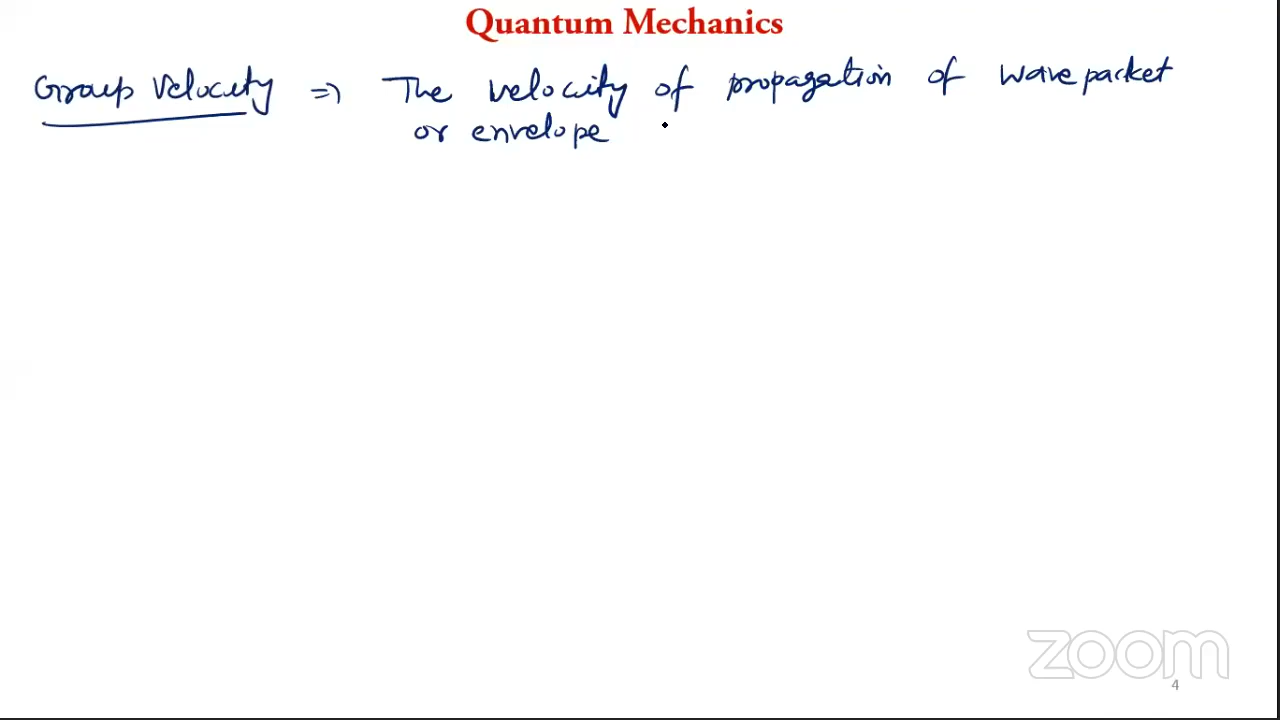 Quantum Mechanics
Group Velocity ⇒ The velocity of propagation of wave packet
or envelope
zoom
4